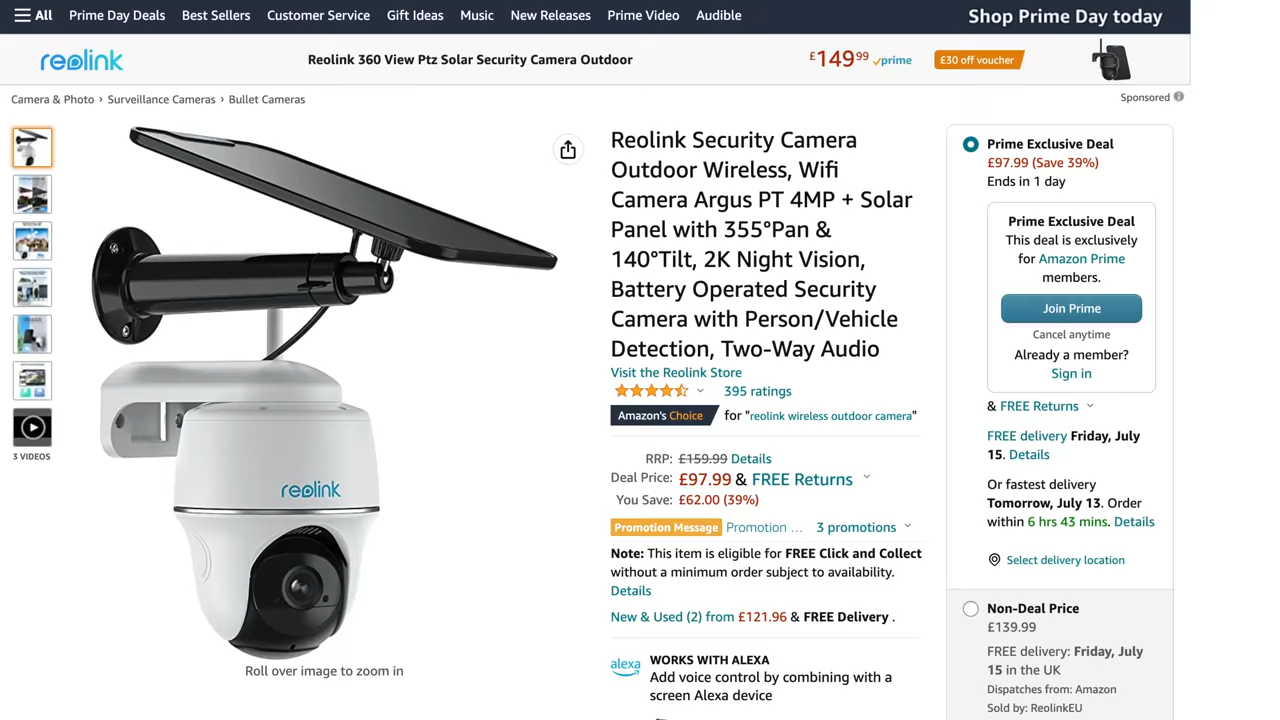 All Prime Day Deals Best Sellers Customer Service Gift Ideas Music New Releases Prime Video Audible Shop Prime Day today
reolink Reolink 360 View Ptz Solar Security Camera Outdoor £149⁹⁹ prime £30 off voucher
Camera & Photo › Surveillance Cameras › Bullet Cameras
Sponsored
3 VIDEOS
reolink
Roll over image to zoom in
Reolink Security Camera
Outdoor Wireless, Wifi
Camera Argus PT 4MP + Solar
Panel with 355°Pan &
140°Tilt, 2K Night Vision,
Battery Operated Security
Camera with Person/Vehicle
Detection, Two-Way Audio
Visit the Reolink Store
395 ratings
Amazon's Choice for "reolink wireless outdoor camera"
RRP: £159.99 Details
Deal Price: £97.99 & FREE Returns
You Save: £62.00 (39%)
Promotion Message Promotion ... 3 promotions
Note: This item is eligible for FREE Click and Collect
without a minimum order subject to availability.
Details
New & Used (2) from £121.96 & FREE Delivery .
alexa WORKS WITH ALEXA
Add voice control by combining with a
screen Alexa device
Prime Exclusive Deal
£97.99 (Save 39%)
Ends in 1 day
Prime Exclusive Deal
This deal is exclusively
for Amazon Prime
members.
Join Prime
Cancel anytime
Already a member?
Sign in
& FREE Returns
FREE delivery Friday, July
15. Details
Or fastest delivery
Tomorrow, July 13. Order
within 6 hrs 43 mins. Details
Select delivery location
Non-Deal Price
£139.99
FREE delivery: Friday, July
15 in the UK
Dispatches from: Amazon
Sold by: ReolinkEU